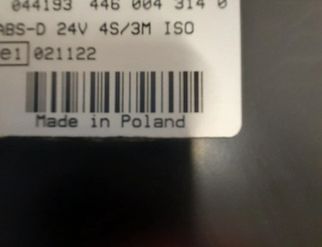 044193 446 004 314 0
ABS-D 24V 4S/3M ISO
e1 021122
Made in Poland